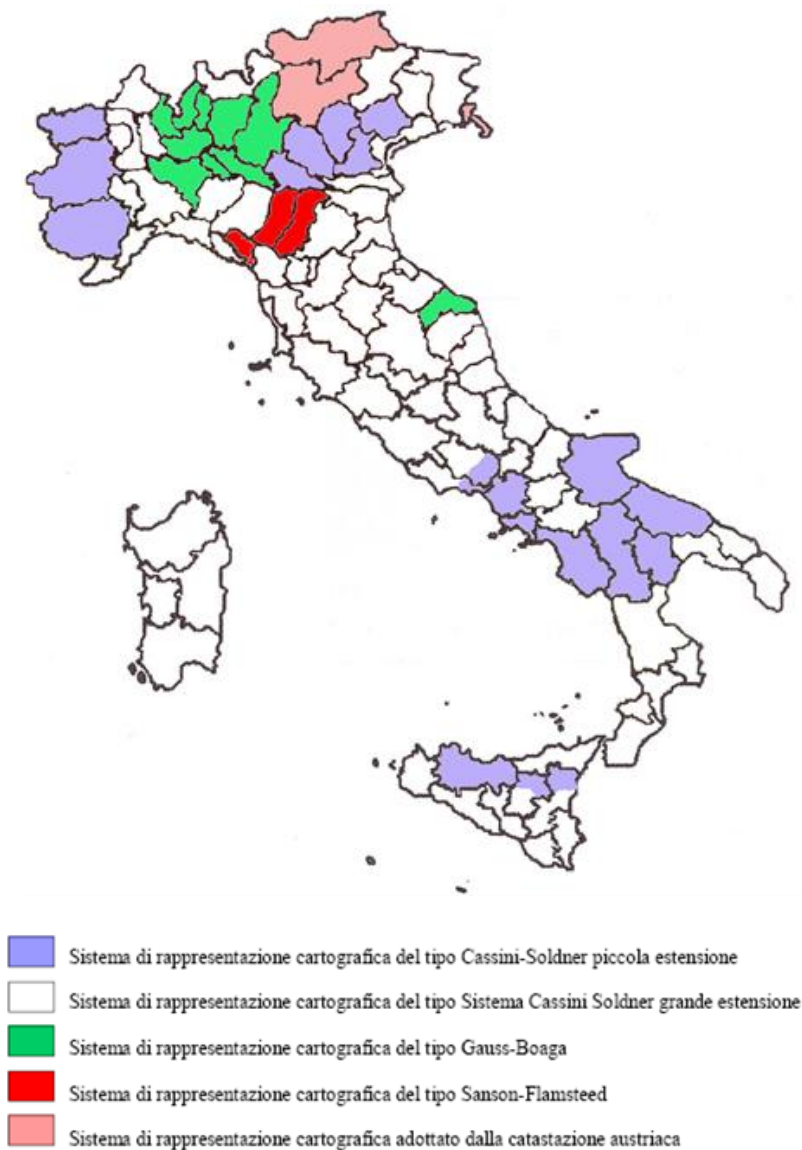 Sistema di rappresentazione cartografica del tipo Cassini-Soldner piccola estensione
Sistema di rappresentazione cartografica del tipo Sistema Cassini Soldner grande estensione
Sistema di rappresentazione cartografica del tipo Gauss-Boaga
Sistema di rappresentazione cartografica del tipo Sanson-Flamsteed
Sistema di rappresentazione cartografica adottato dalla catastazione austriaca